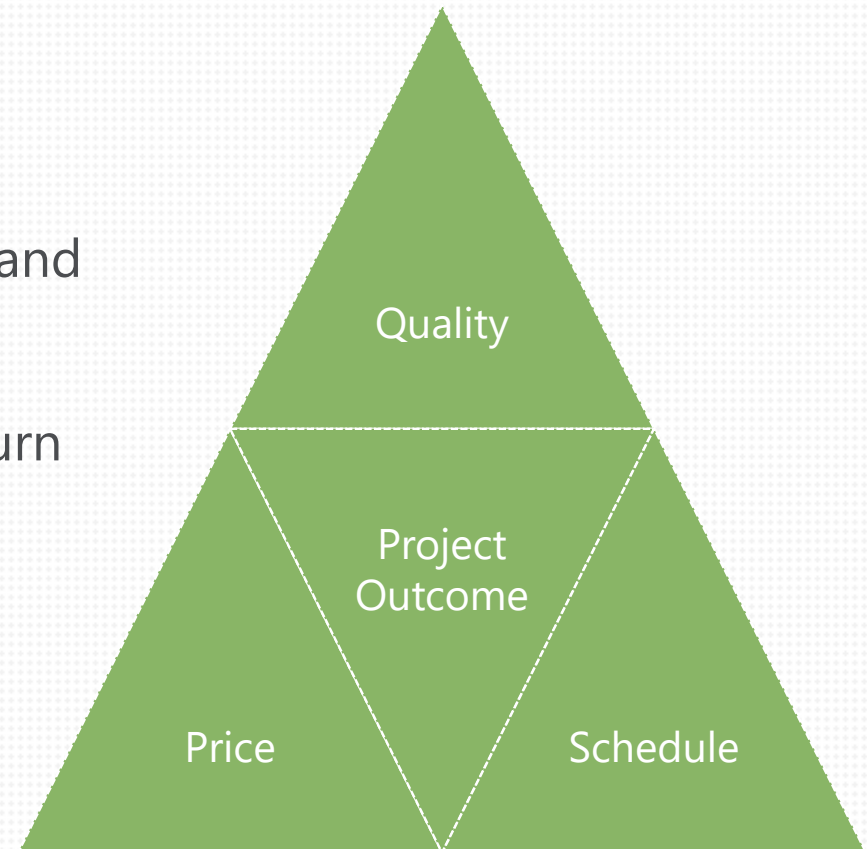 and
Quality
urn
Project
Outcome
Price
Schedule